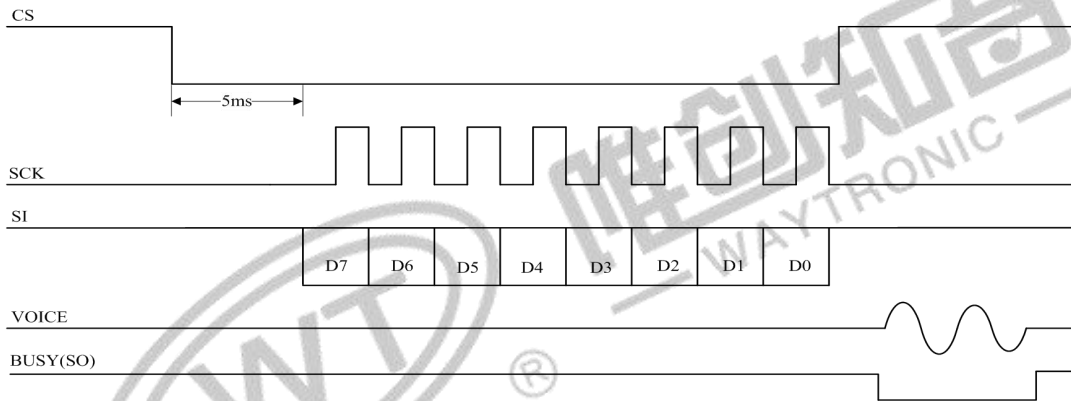 CS
5ms
SCK
SI
D7 D6 D5 D4 D3 D2 D1 D0
VOICE
BUSY(SO)
唯创知音
WAYTRONIC
WT
®